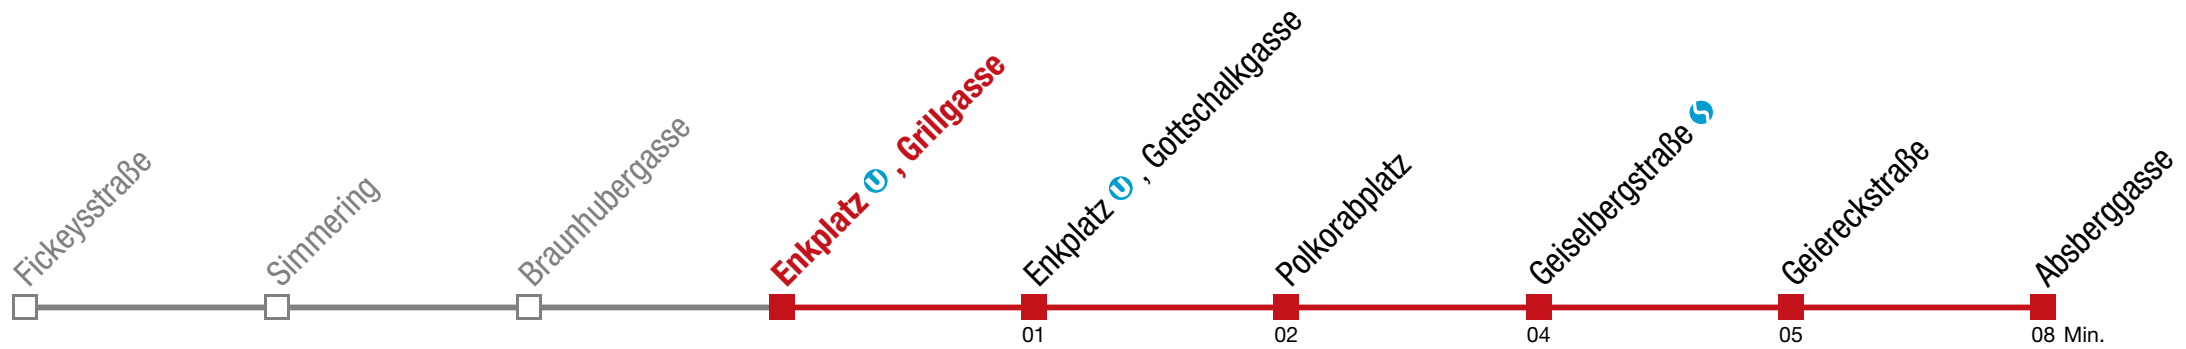 Fickeysstraße
Simmering
Braunhubergasse
Enkplatz U , Grillgasse
Enkplatz U , Gottschalkgasse
Polkorabplatz
Geiselbergstraße S
Geiereckstraße
Absberggasse
01
02
04
05
08 Min.